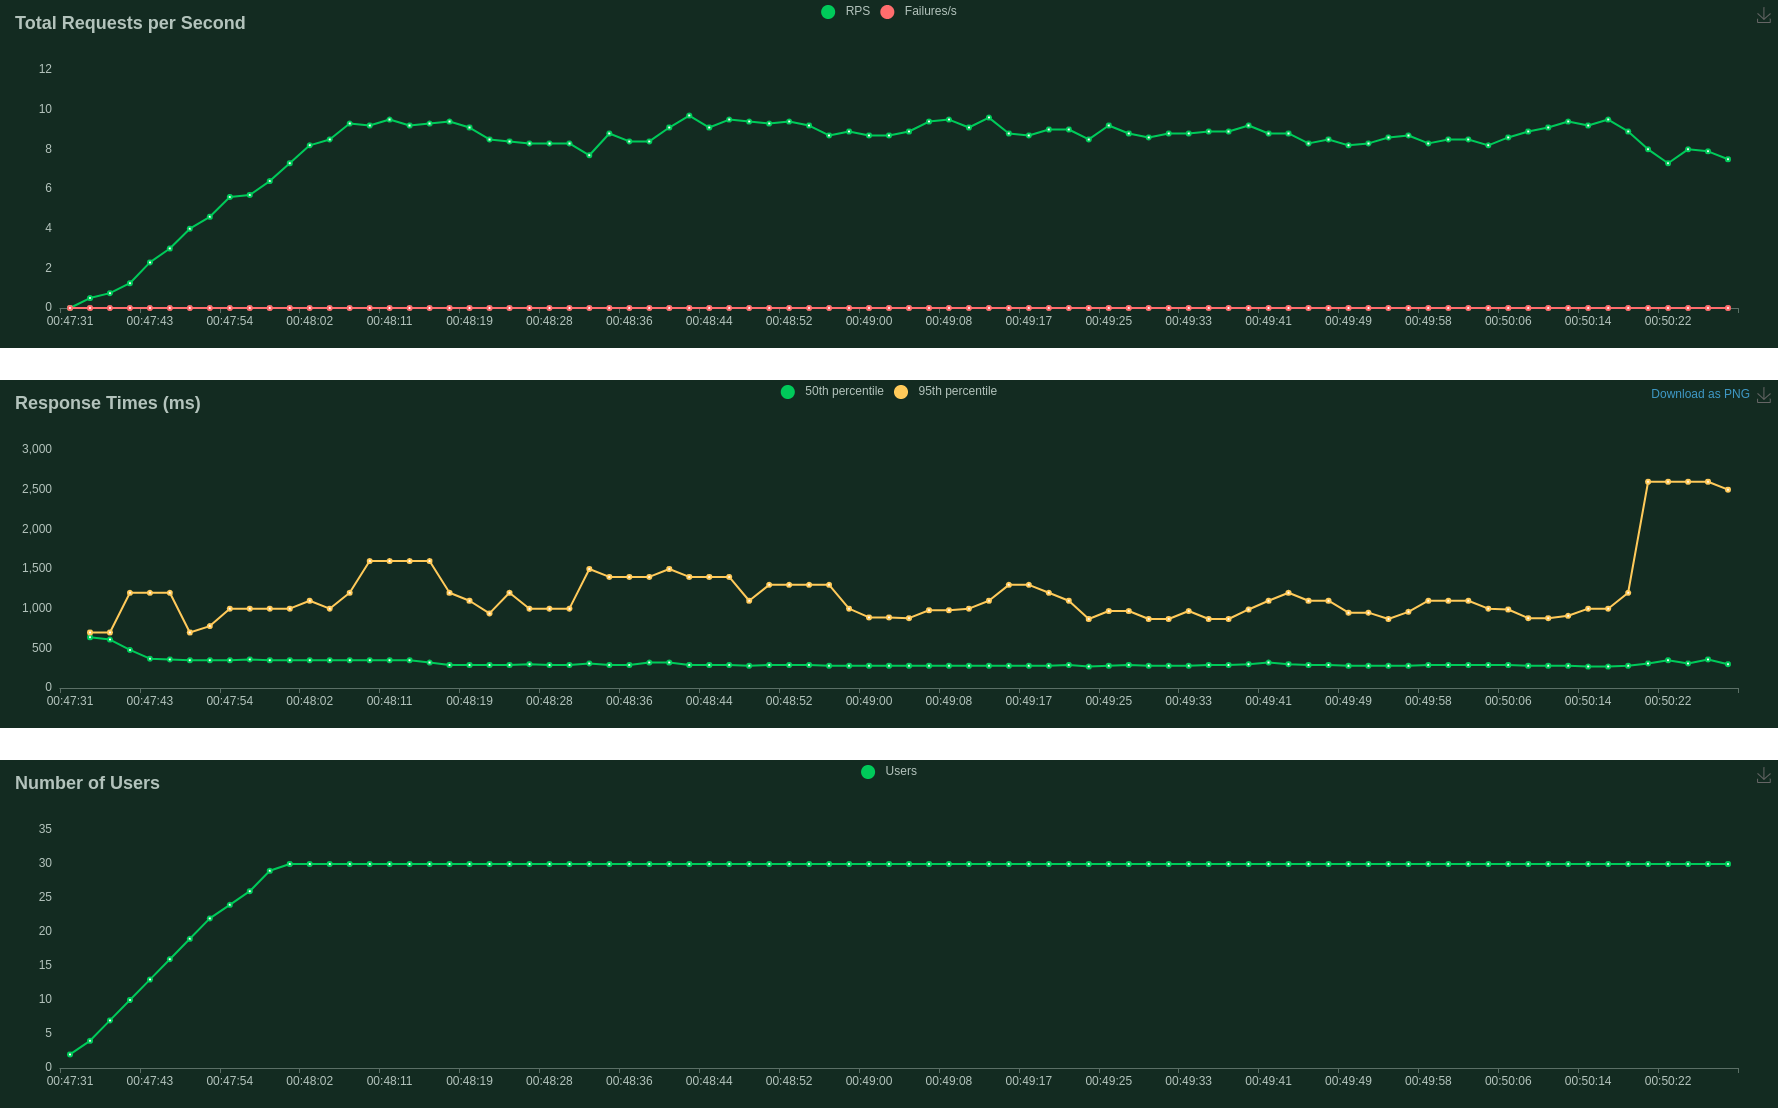 Total Requests per Second
RPS Failures/s
12
10
8
6
4
2
0
00:47:31 00:47:43 00:47:54 00:48:02 00:48:11 00:48:19 00:48:28 00:48:36 00:48:44 00:48:52 00:49:00 00:49:08 00:49:17 00:49:25 00:49:33 00:49:41 00:49:49 00:49:58 00:50:06 00:50:14 00:50:22
Response Times (ms)
50th percentile 95th percentile
Download as PNG
3,000
2,500
2,000
1,500
1,000
500
0
00:47:31 00:47:43 00:47:54 00:48:02 00:48:11 00:48:19 00:48:28 00:48:36 00:48:44 00:48:52 00:49:00 00:49:08 00:49:17 00:49:25 00:49:33 00:49:41 00:49:49 00:49:58 00:50:06 00:50:14 00:50:22
Number of Users
Users
35
30
25
20
15
10
5
0
00:47:31 00:47:43 00:47:54 00:48:02 00:48:11 00:48:19 00:48:28 00:48:36 00:48:44 00:48:52 00:49:00 00:49:08 00:49:17 00:49:25 00:49:33 00:49:41 00:49:49 00:49:58 00:50:06 00:50:14 00:50:22